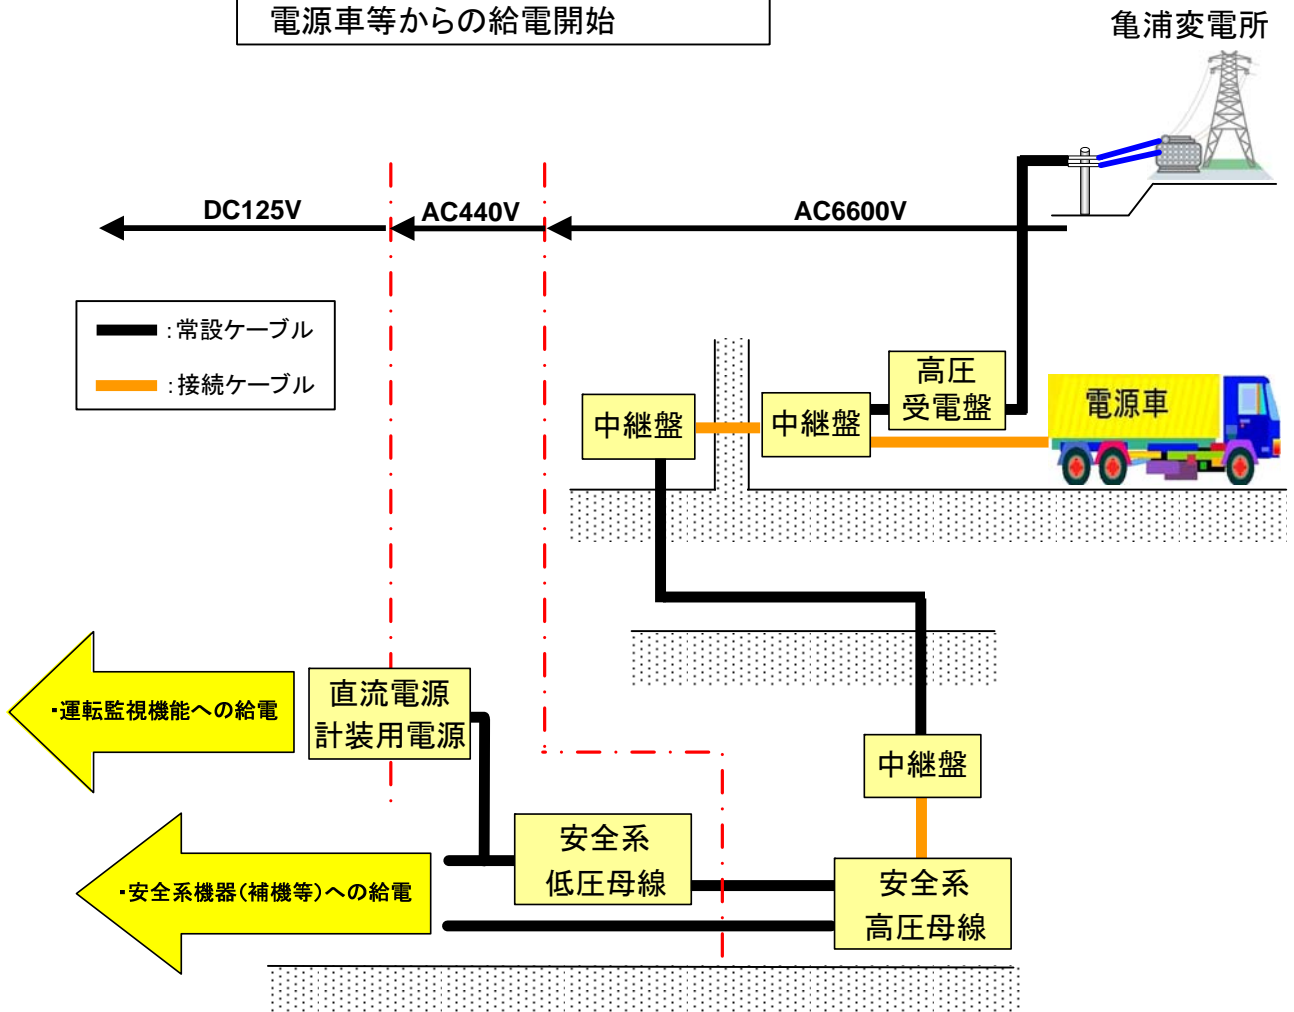 電源車等からの給電開始
亀浦変電所
DC125V
AC440V
AC6600V
:常設ケーブル
:接続ケーブル
高圧
受電盤
電源車
中継盤
中継盤
直流電源
計装用電源
・運転監視機能への給電
中継盤
安全系
低圧母線
安全系
高圧母線
・安全系機器(補機等)への給電